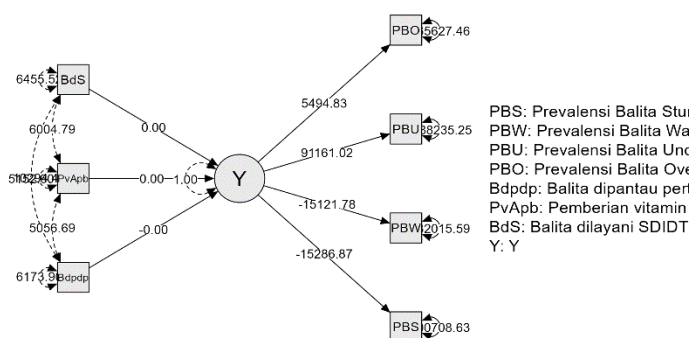 PBO
5627.46
6455.5
BdS
5494.83
6004.79
0.00
PBU
38235.25
91161.02
PvApb
0.00
1.00
Y
-15121.78
5056.69
-0.00
PBW
2015.59
-15286.87
6173.9
Bdpdp
PBS
0708.63
PBS: Prevalensi Balita Stu
PBW: Prevalensi Balita Wa
PBU: Prevalensi Balita Und
PBO: Prevalensi Balita Ove
Bdpdp: Balita dipantau pert
PvApb: Pemberian vitamin
BdS: Balita dilayani SDIDT
Y: Y